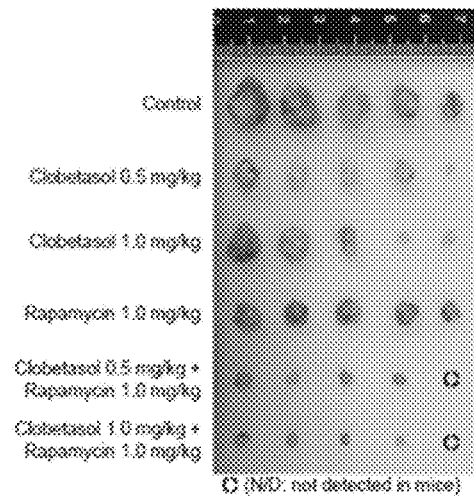 Control
Clobetasol 0.5 mg/kg
Clobetasol 1.0 mg/kg
Rapamycin 1.0 mg/kg
Clobetasol 0.5 mg/kg +
Rapamycin 1.0 mg/kg
Clobetasol 1.0 mg/kg +
Rapamycin 1.0 mg/kg
(N/D: not detected in mice)